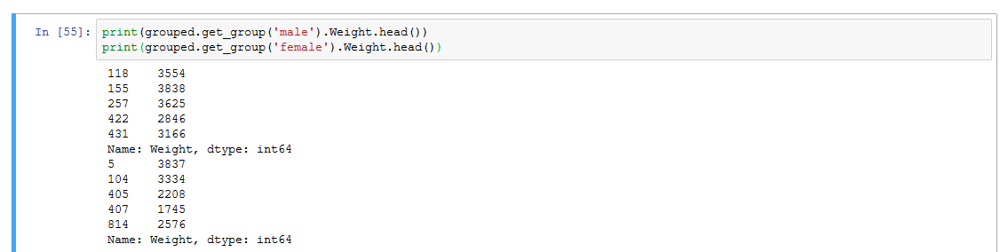 In [55]: print(grouped.get_group('male').Weight.head())
print(grouped.get_group('female').Weight.head())
118    3554
155    3838
257    3625
422    2846
431    3166
Name: Weight, dtype: int64
5      3837
104    3334
405    2208
407    1745
814    2576
Name: Weight, dtype: int64